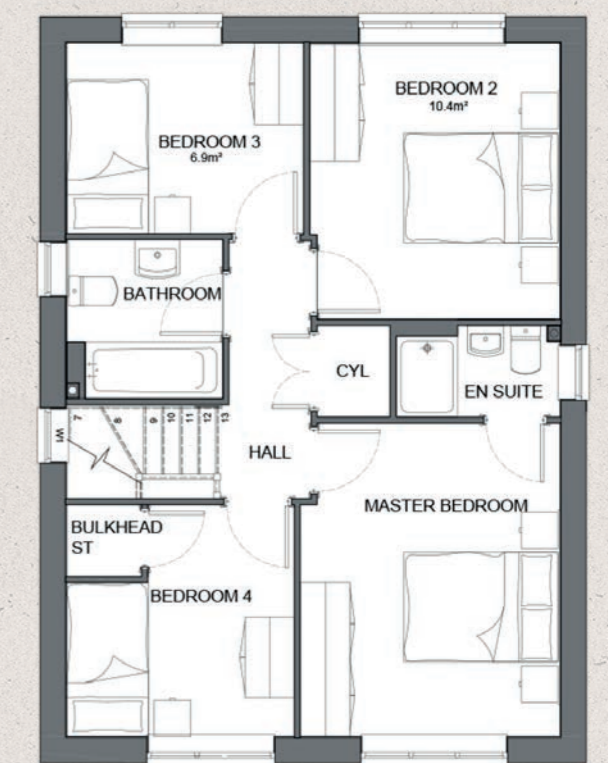 BEDROOM 2
10.4m²
BEDROOM 3
6.9m²
BATHROOM
CYL
EN SUITE
W1
7
8
9
10
11
12
13
HALL
MASTER BEDROOM
BULKHEAD
ST
BEDROOM 4